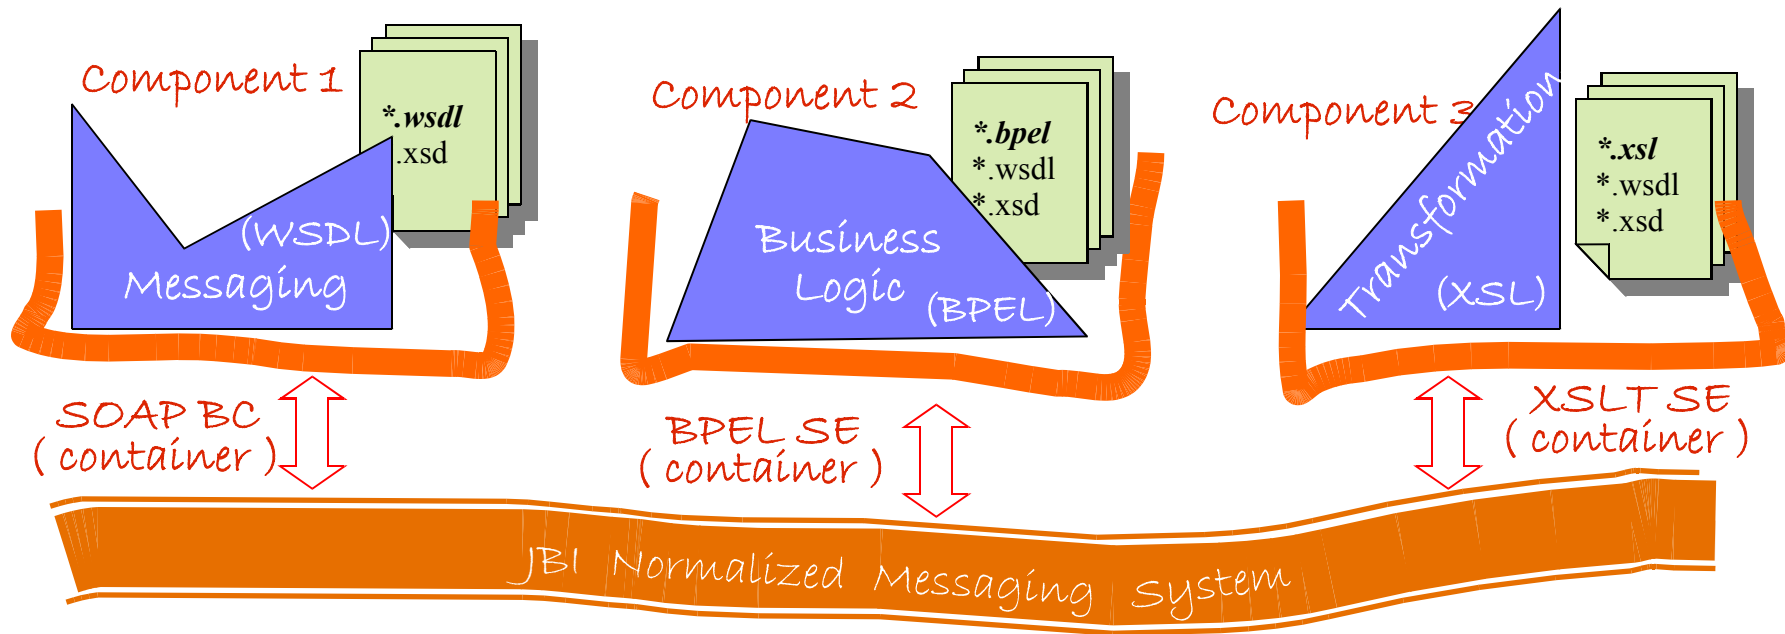 Component 1
*.wsdl
.xsd
(WSDL)
Messaging
SOAP BC
( container )
Component 2
*.bpel
*.wsdl
*.xsd
Business
Logic
(BPEL)
BPEL SE
( container )
Component 3
*.xsl
*.wsdl
*.xsd
Transformation
(XSL)
XSLT SE
( container )
JBI Normalized Messaging System